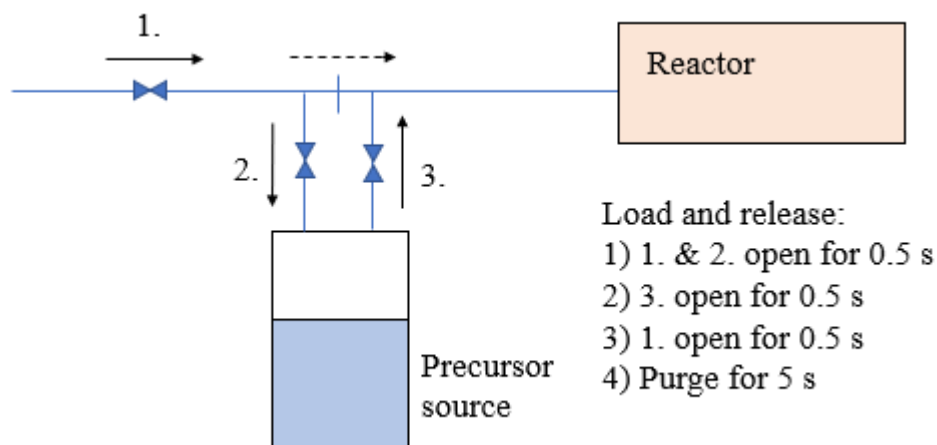 1.
Reactor
2.
3.
Load and release:
1) 1. & 2. open for 0.5 s
2) 3. open for 0.5 s
3) 1. open for 0.5 s
4) Purge for 5 s
Precursor
source